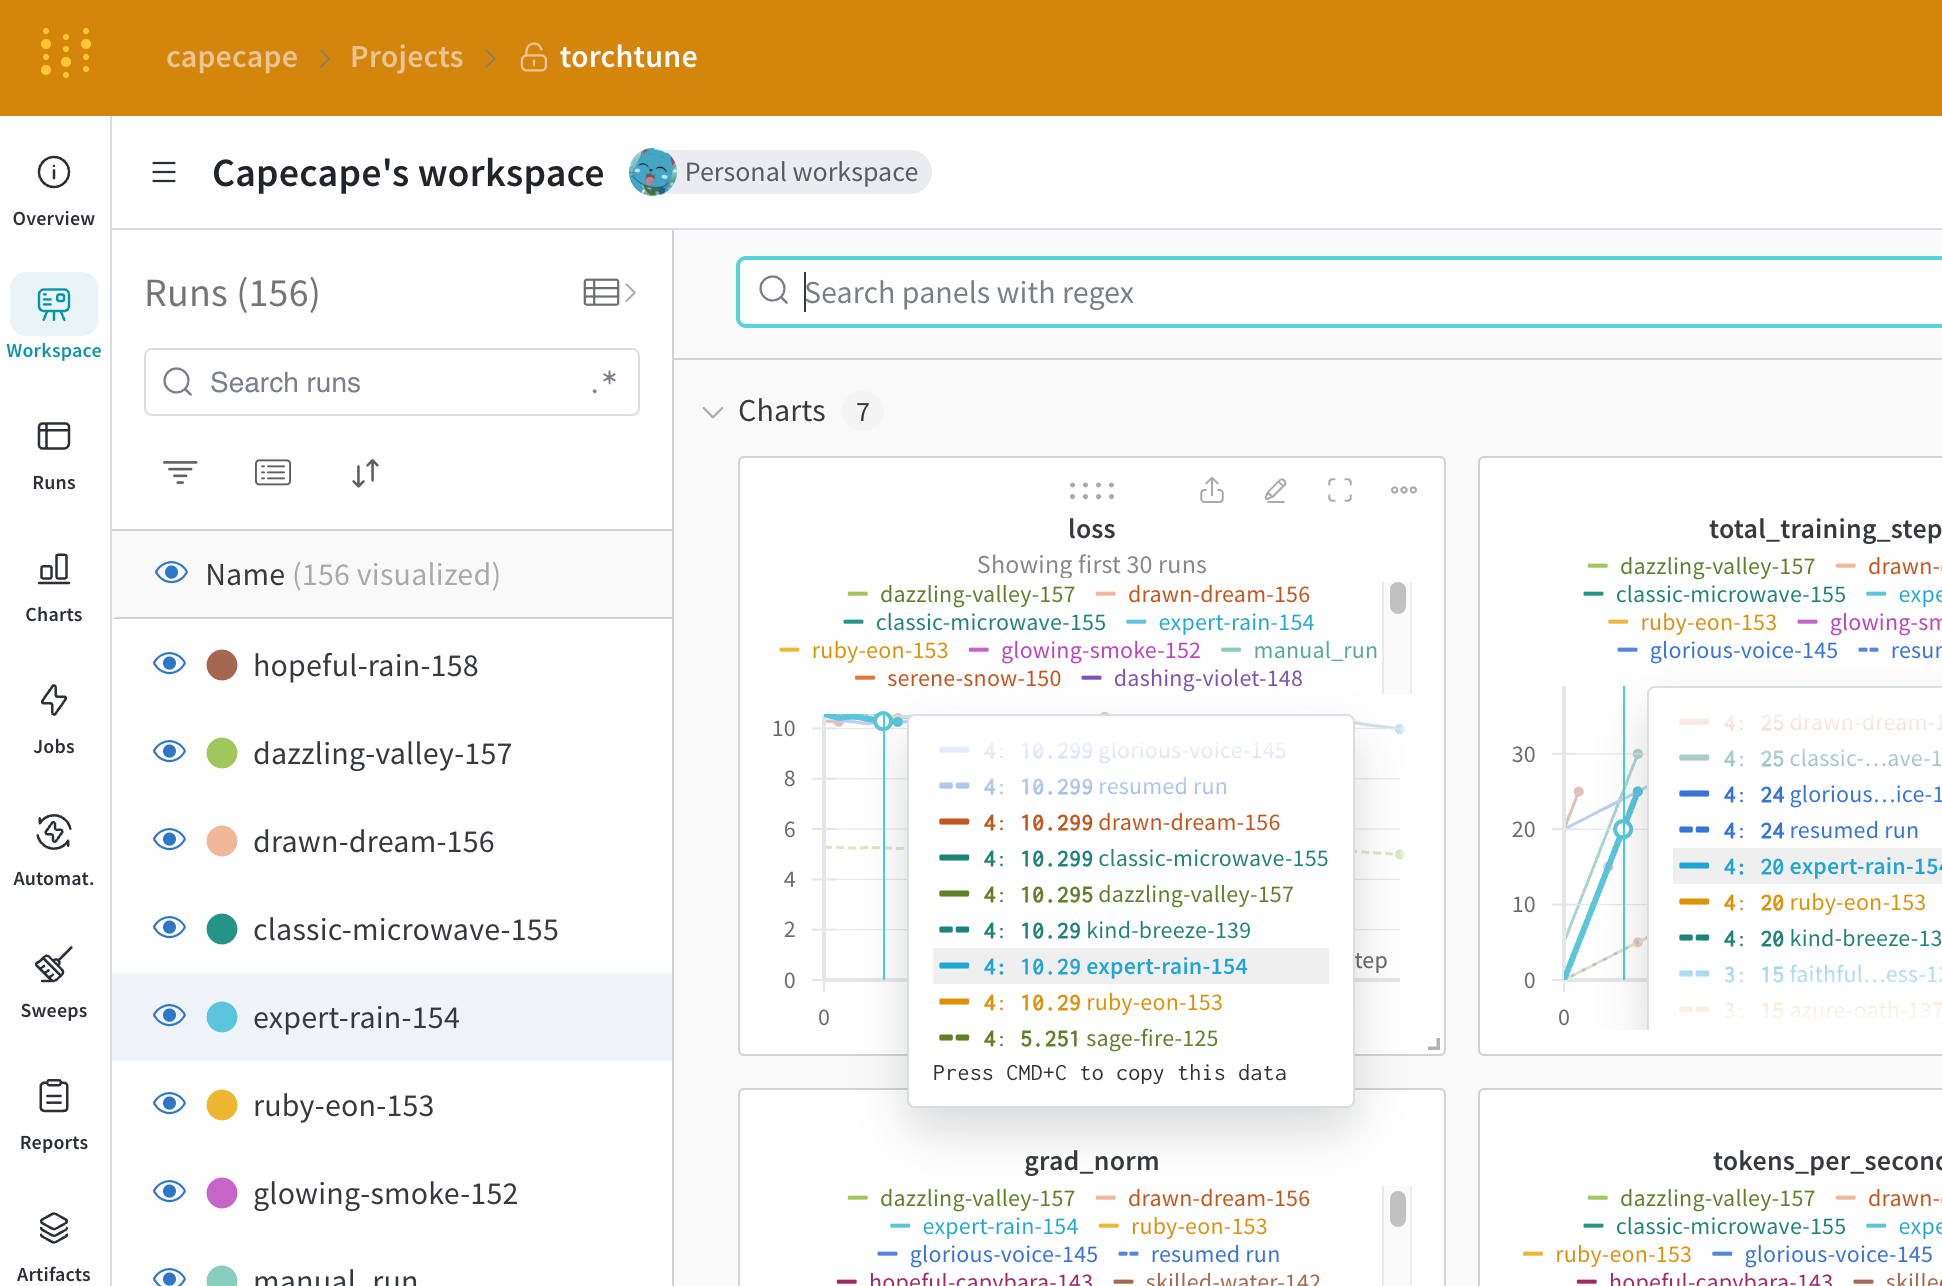 capecape > Projects > torchtune
Overview
Workspace
Runs
Charts
Jobs
Automat.
Sweeps
Reports
Artifacts
Capecape's workspace
Personal workspace
Runs (156)
Search runs
.*
Name (156 visualized)
hopeful-rain-158
dazzling-valley-157
drawn-dream-156
classic-microwave-155
expert-rain-154
ruby-eon-153
glowing-smoke-152
manual_run
Search panels with regex
Charts 7
loss
Showing first 30 runs
dazzling-valley-157 drawn-dream-156
classic-microwave-155 expert-rain-154
ruby-eon-153 glowing-smoke-152 manual_run
serene-snow-150 dashing-violet-148
10
8
6
4
2
0
0
tep
4: 10.299 glorious-voice-145
4: 10.299 resumed run
4: 10.299 drawn-dream-156
4: 10.299 classic-microwave-155
4: 10.295 dazzling-valley-157
4: 10.29 kind-breeze-139
4: 10.29 expert-rain-154
4: 10.29 ruby-eon-153
4: 5.251 sage-fire-125
Press CMD+C to copy this data
total_training_step
dazzling-valley-157 drawn-
classic-microwave-155 expe
ruby-eon-153 glowing-sm
glorious-voice-145 resur
30
20
10
0
0
4: 25 drawn-dream-1
4: 25 classic-...ave-1
4: 24 glorious...ice-1
4: 24 resumed run
4: 20 expert-rain-154
4: 20 ruby-eon-153
4: 20 kind-breeze-13
3: 15 faithful...ess-13
3: 15 azure-oath-137
grad_norm
dazzling-valley-157 drawn-dream-156
expert-rain-154 ruby-eon-153
glorious-voice-145 resumed run
hopeful-capybara-143 skilled-water-142
tokens_per_second
dazzling-valley-157 drawn-
classic-microwave-155 expe
ruby-eon-153 glorious-voice-145
hopeful-capybara-143 skille